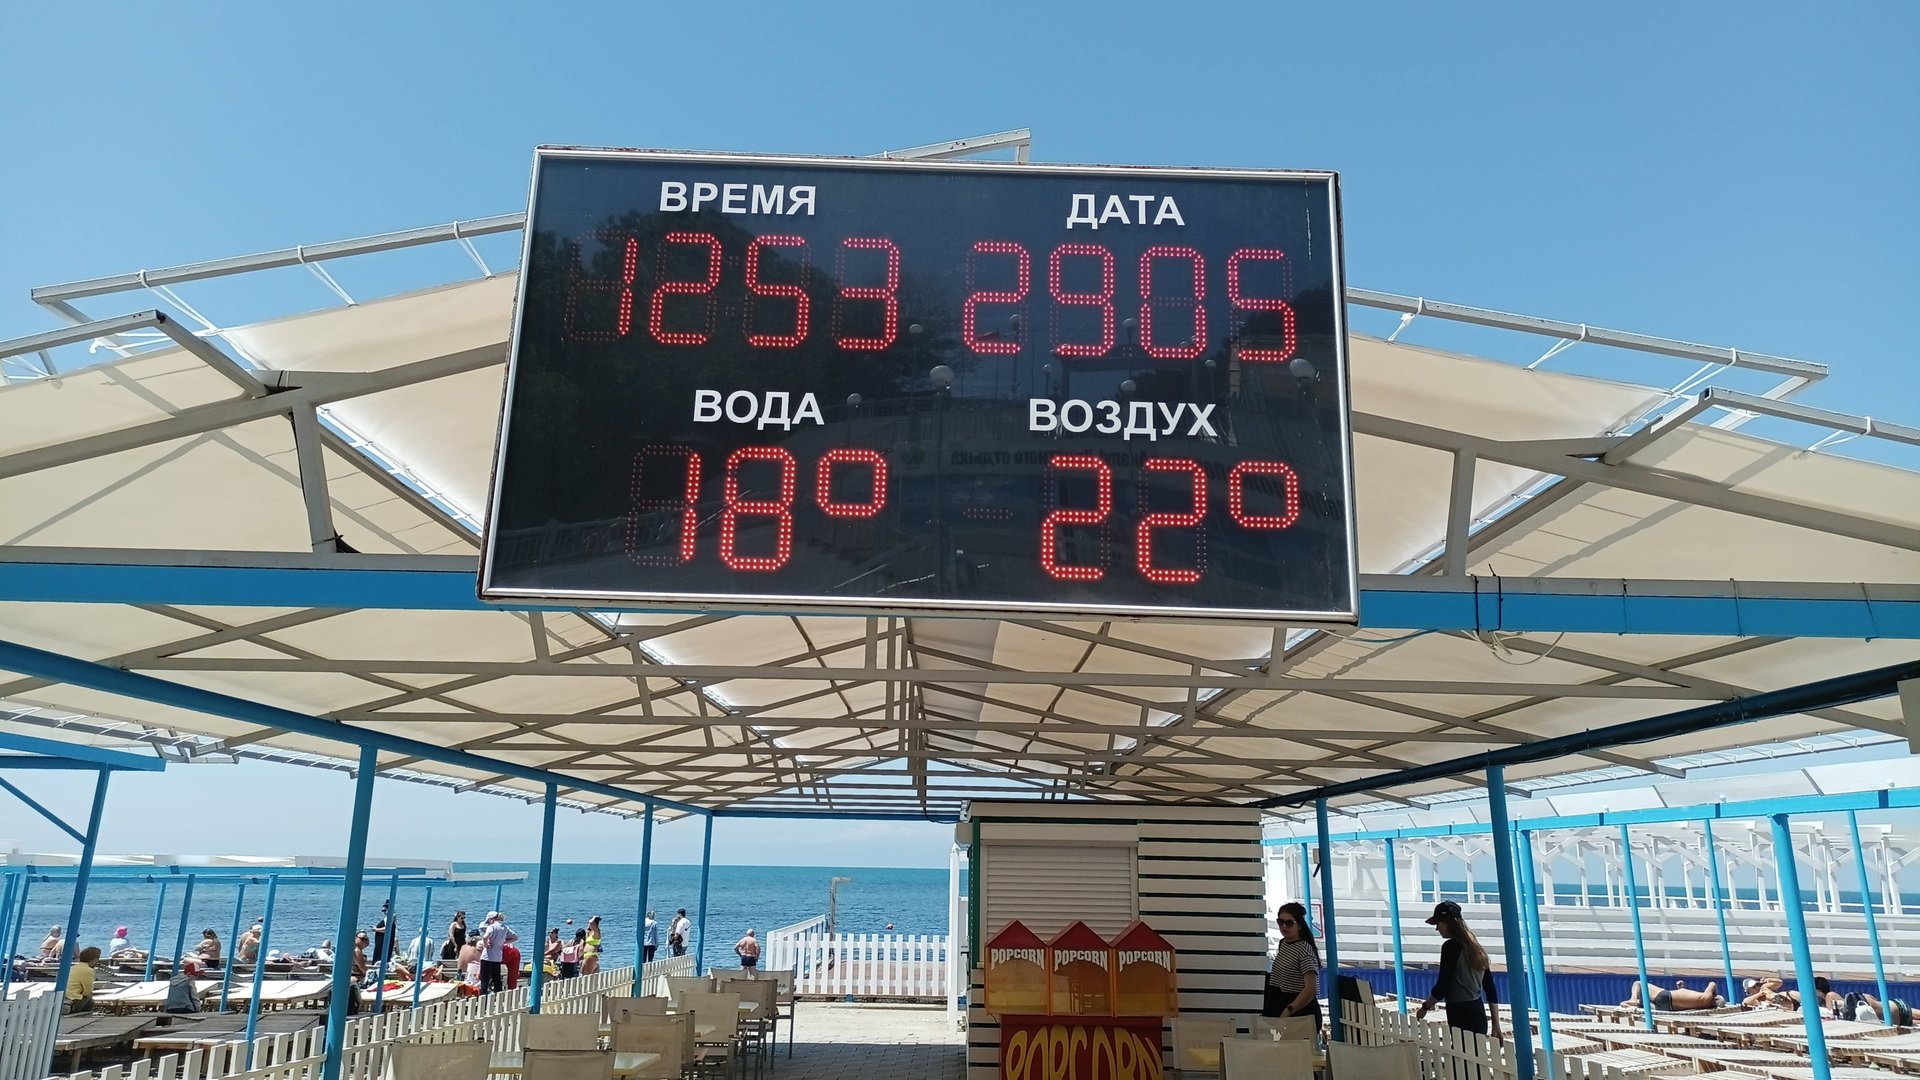 ВРЕМЯ ДАТА
1253 2905
ВОДА ВОЗДУХ
18° 22°
POPCORN POPCORN POPCORN
POPCORN